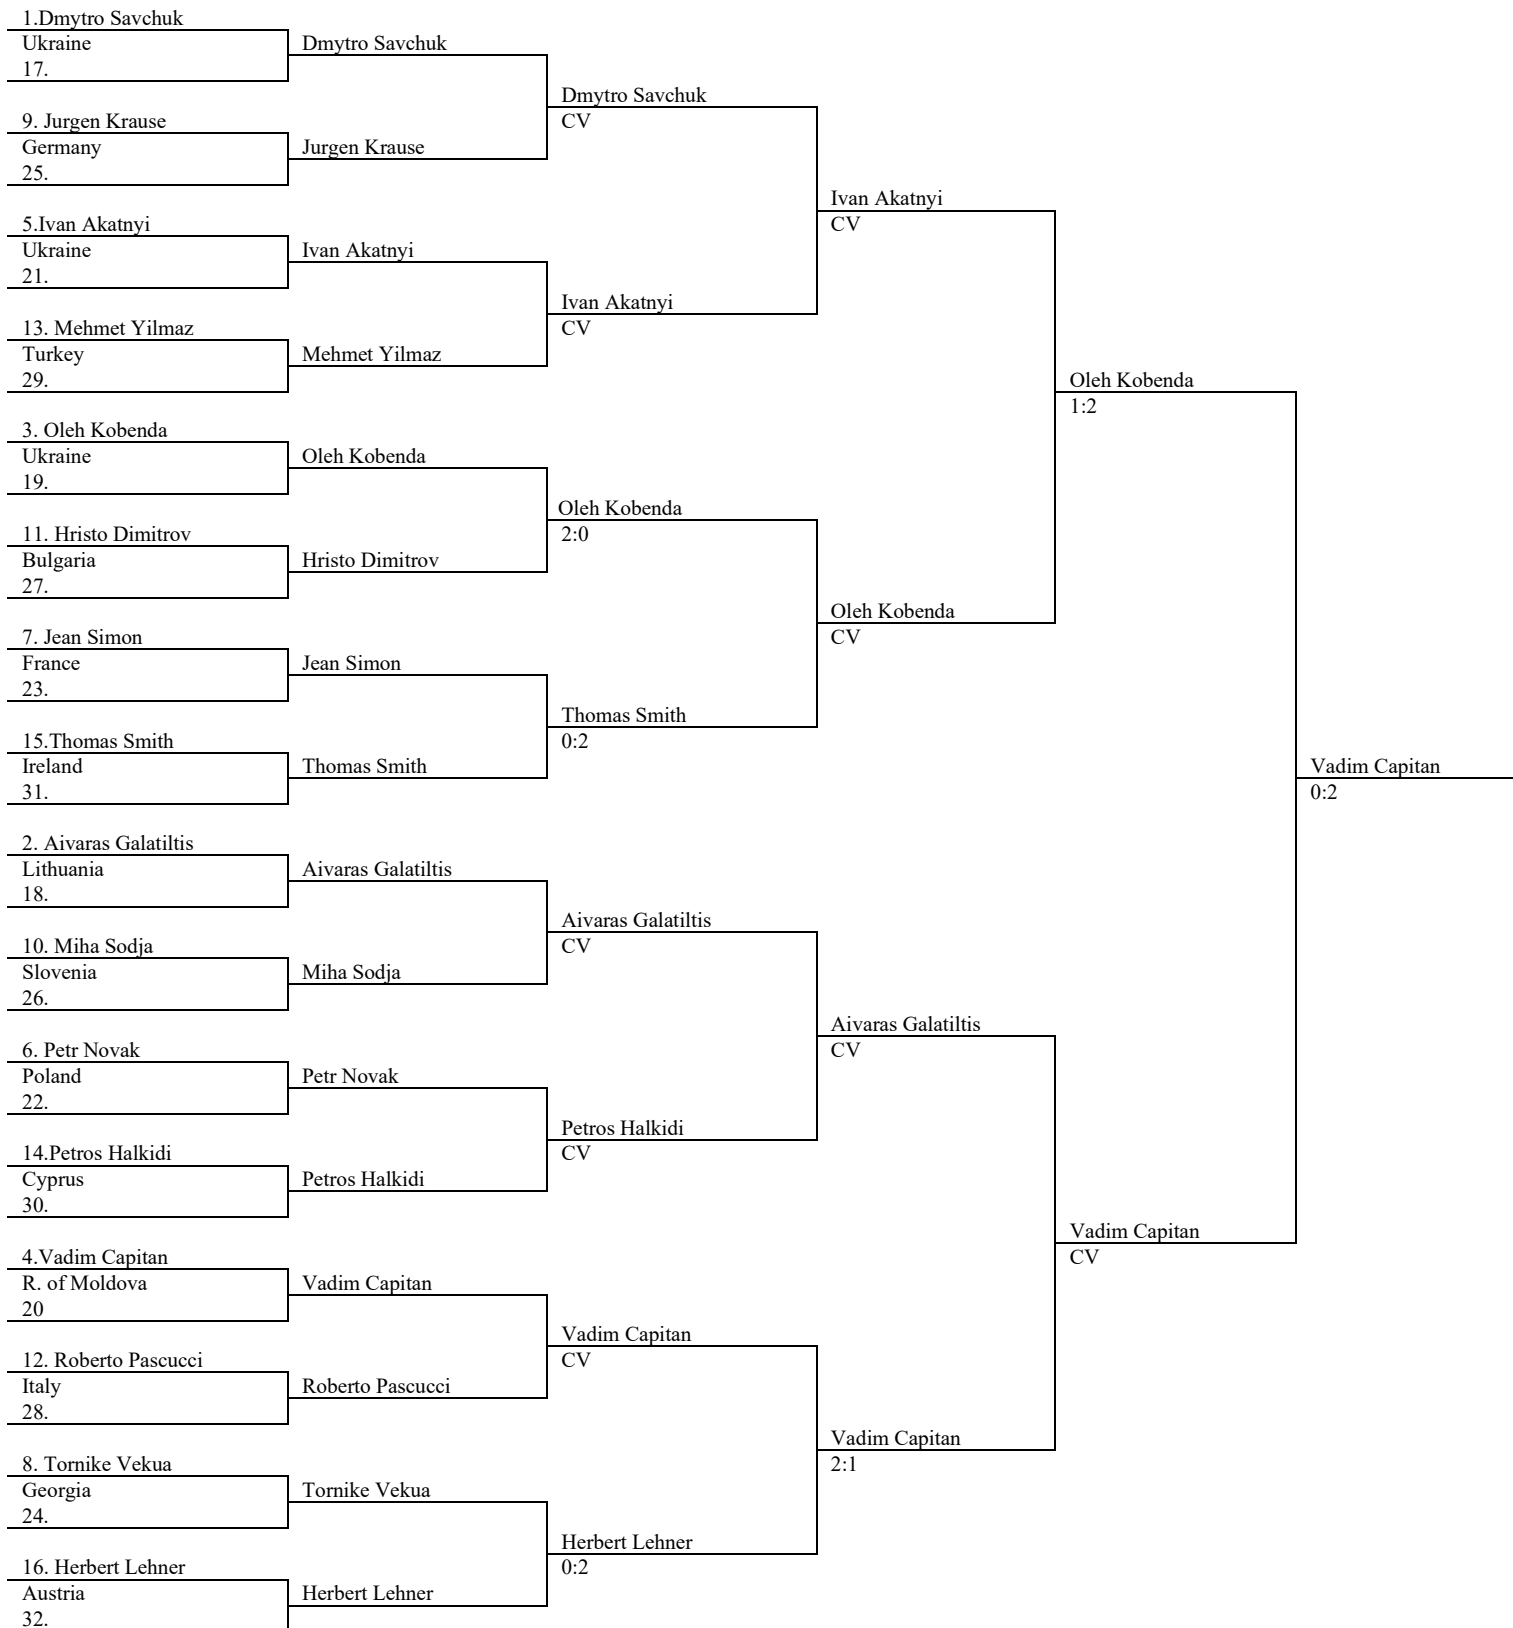 1.Dmytro Savchuk
Ukraine
17.
9. Jurgen Krause
Germany
25.
5.Ivan Akatnyi
Ukraine
21.
13. Mehmet Yilmaz
Turkey
29.
3. Oleh Kobenda
Ukraine
19.
11. Hristo Dimitrov
Bulgaria
27.
7. Jean Simon
France
23.
15.Thomas Smith
Ireland
31.
2. Aivaras Galatiltis
Lithuania
18.
10. Miha Sodja
Slovenia
26.
6. Petr Novak
Poland
22.
14.Petros Halkidi
Cyprus
30.
4.Vadim Capitan
R. of Moldova
20
12. Roberto Pascucci
Italy
28.
8. Tornike Vekua
Georgia
24.
16. Herbert Lehner
Austria
32.
Dmytro Savchuk
Jurgen Krause
Ivan Akatnyi
Mehmet Yilmaz
Oleh Kobenda
Hristo Dimitrov
Jean Simon
Thomas Smith
Aivaras Galatiltis
Miha Sodja
Petr Novak
Petros Halkidi
Vadim Capitan
Roberto Pascucci
Tornike Vekua
Herbert Lehner
Dmytro Savchuk
CV
Ivan Akatnyi
CV
Oleh Kobenda
2:0
Thomas Smith
0:2
Aivaras Galatiltis
CV
Petros Halkidi
CV
Vadim Capitan
CV
Herbert Lehner
0:2
Ivan Akatnyi
CV
Oleh Kobenda
CV
Aivaras Galatiltis
CV
Vadim Capitan
2:1
Oleh Kobenda
1:2
Vadim Capitan
CV
Vadim Capitan
0:2